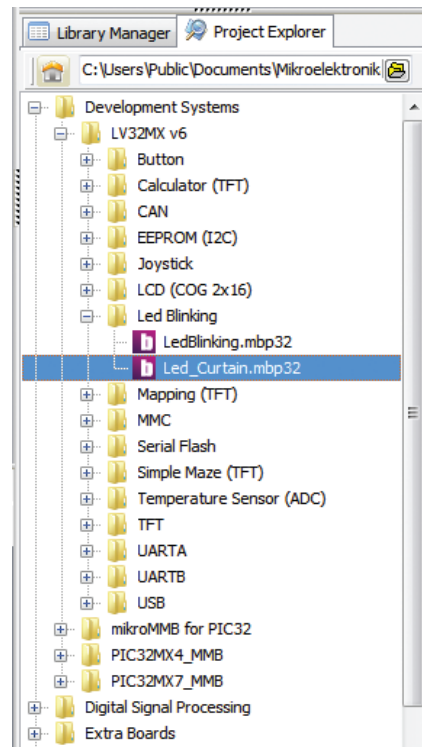 Library Manager Project Explorer
C:\Users\Public\Documents\Mikroelektronik
Development Systems
LV32MX v6
Button
Calculator (TFT)
CAN
EEPROM (I2C)
Joystick
LCD (COG 2x16)
Led Blinking
LedBlinking.mbp32
Led_Curtain.mbp32
Mapping (TFT)
MMC
Serial Flash
Simple Maze (TFT)
Temperature Sensor (ADC)
TFT
UARTA
UARTB
USB
mikroMMB for PIC32
PIC32MX4_MMB
PIC32MX7_MMB
Digital Signal Processing
Extra Boards